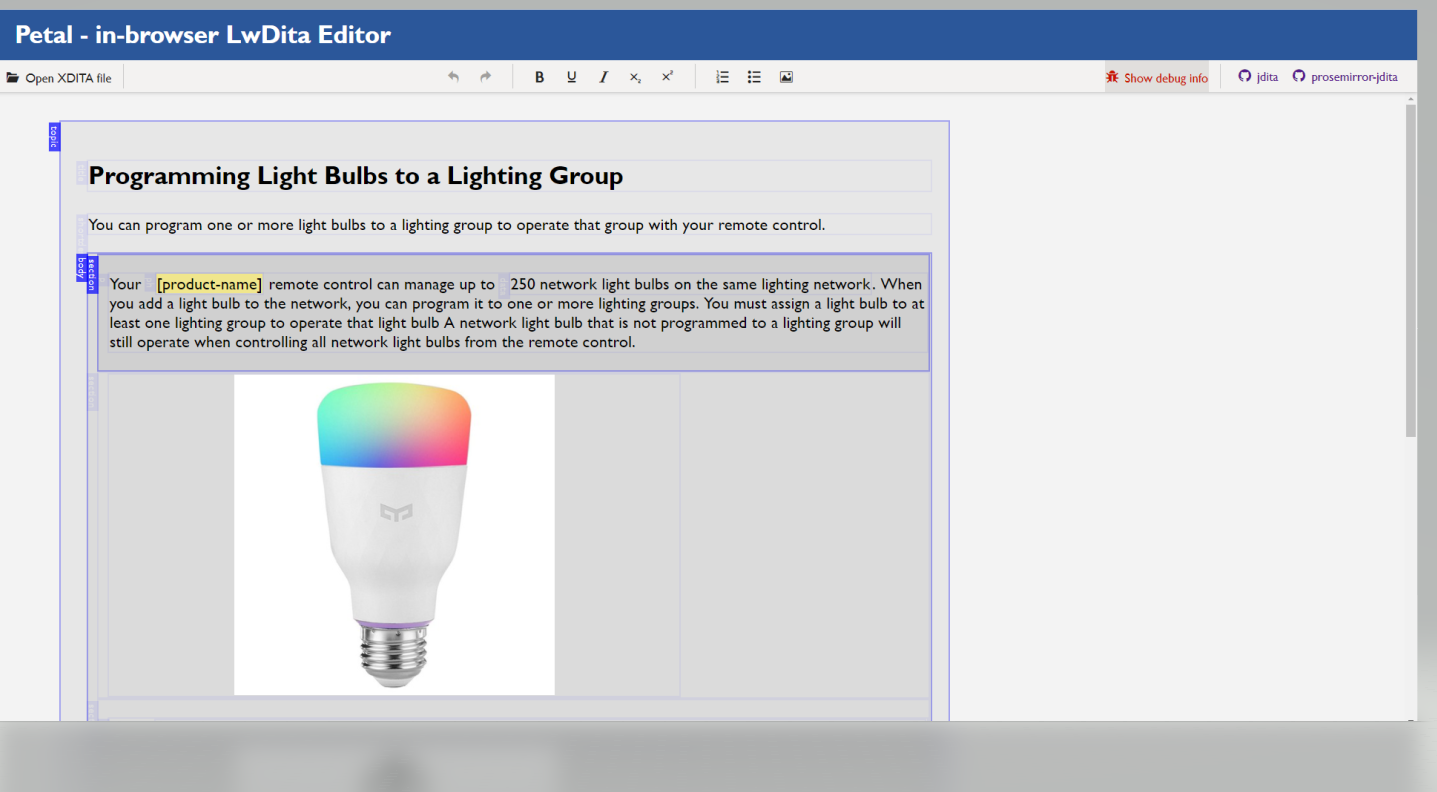 Petal - in-browser LwDita Editor
Open XDITA file
B U I X₂ X²
Show debug info
jdita
prosemirror-jdita
topic
Programming Light Bulbs to a Lighting Group
You can program one or more light bulbs to a lighting group to operate that group with your remote control.
body
section
Your [product-name] remote control can manage up to 250 network light bulbs on the same lighting network. When
you add a light bulb to the network, you can program it to one or more lighting groups. You must assign a light bulb to at
least one lighting group to operate that light bulb A network light bulb that is not programmed to a lighting group will
still operate when controlling all network light bulbs from the remote control.